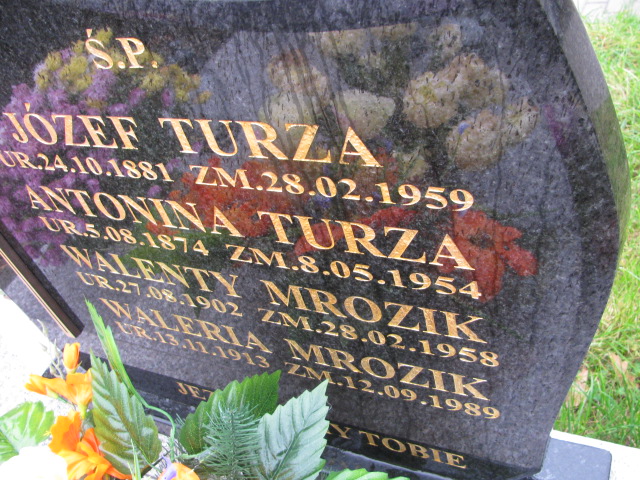 Ś.P.
JÓZEF TURZA
UR.24.10.1881 ZM.28.02.1959
ANTONINA TURZA
UR.5.08.1874 ZM.8.05.1954
WALENTY MROZIK
UR.27.08.1902 ZM.28.02.1958
WALERIA MROZIK
UR.13.11.1913 ZM.12.09.1989
TOBIE